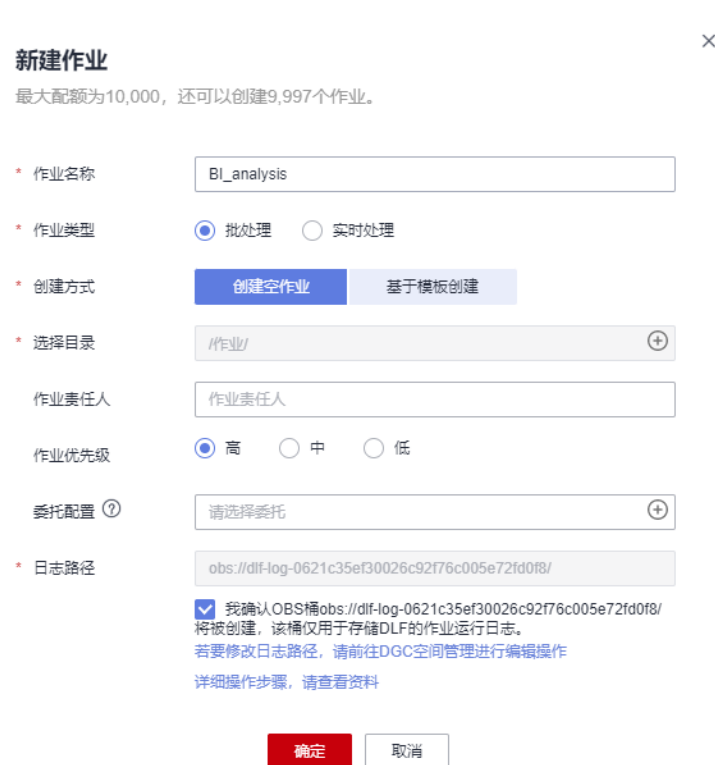 新建作业
最大配额为10,000，还可以创建9,997个作业。
* 作业名称 BI_analysis
* 作业类型 批处理 实时处理
* 创建方式 创建空作业 基于模板创建
* 选择目录 /作业/
作业责任人 作业责任人
作业优先级 高 中 低
委托配置 ? 请选择委托
* 日志路径 obs://dlf-log-0621c35ef30026c92f76c005e72fd0f8/
我确认OBS桶obs://dlf-log-0621c35ef30026c92f76c005e72fd0f8/
将被创建，该桶仅用于存储DLF的作业运行日志。
若要修改日志路径，请前往DGC空间管理进行编辑操作
详细操作步骤，请查看资料
确定 取消